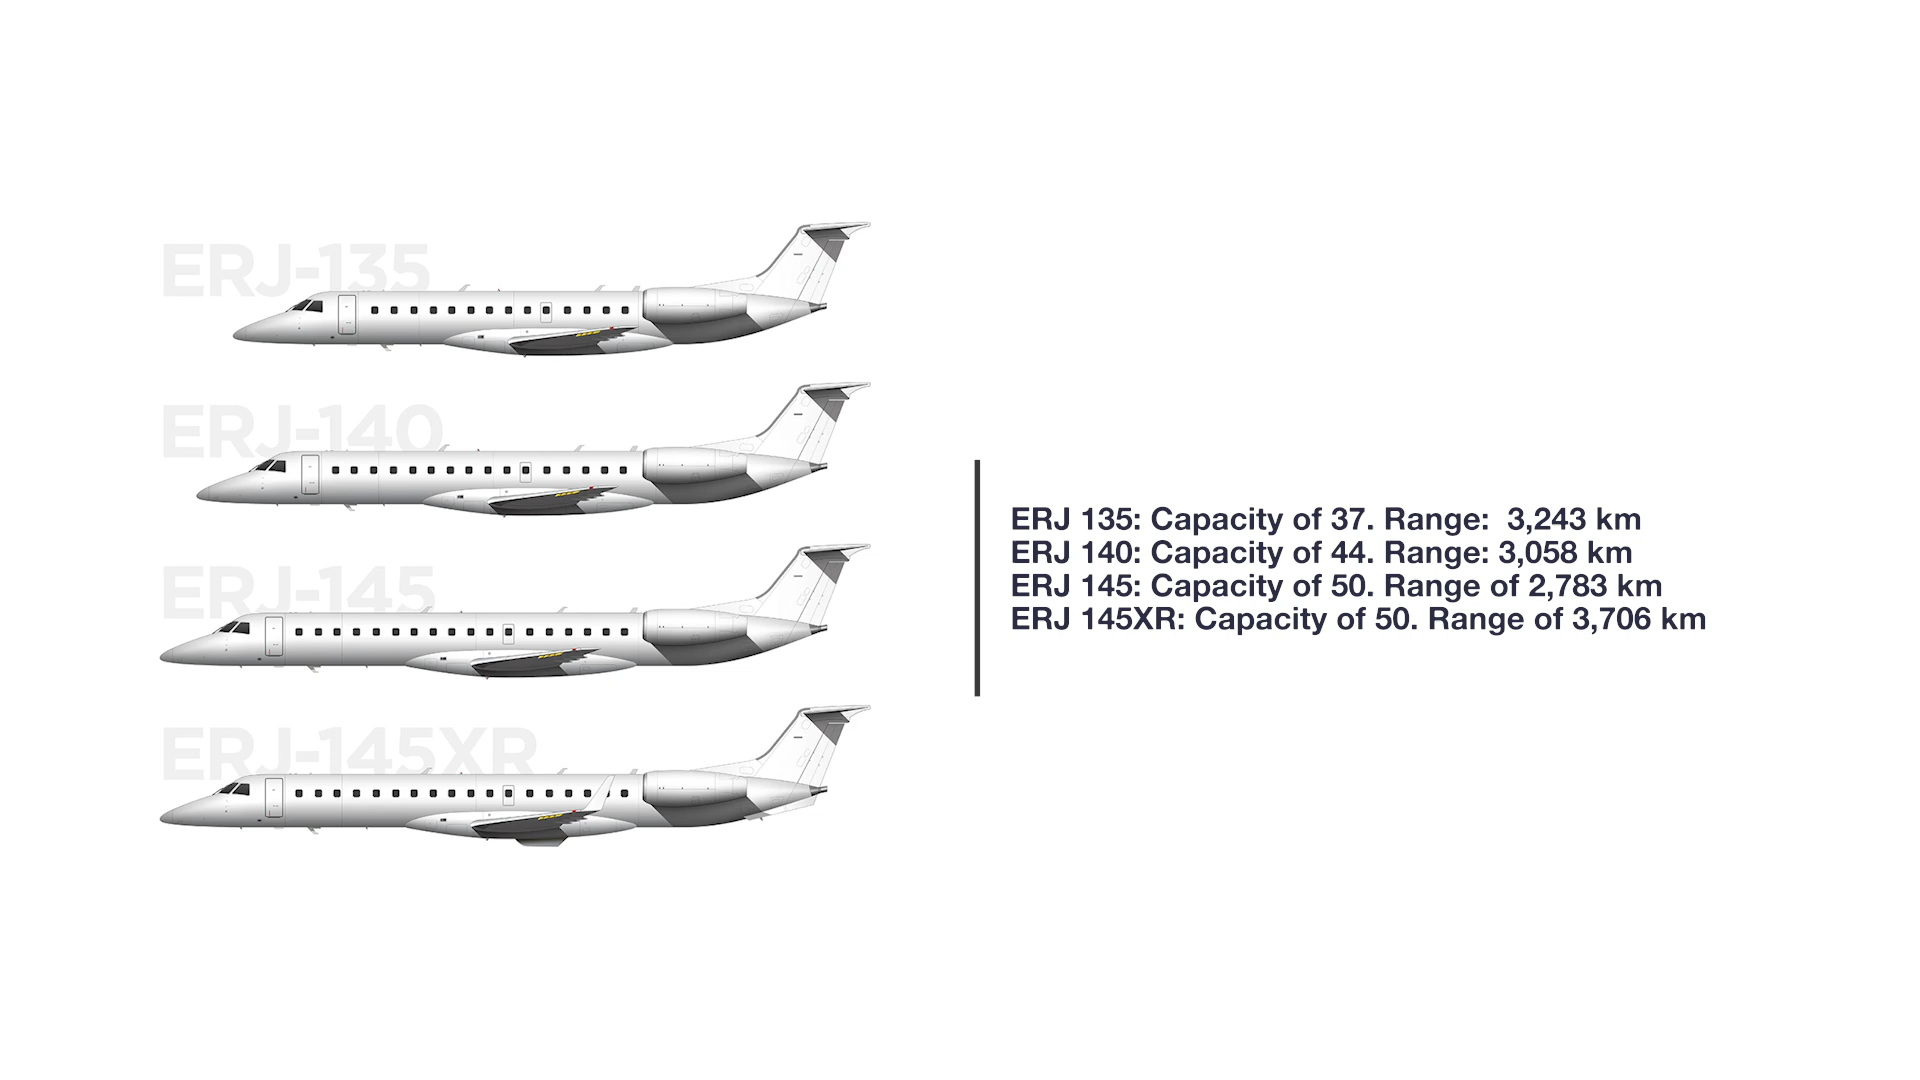 ERJ-135
ERJ-140
ERJ-145
ERJ-145XR
ERJ 135: Capacity of 37. Range:  3,243 km
ERJ 140: Capacity of 44. Range: 3,058 km
ERJ 145: Capacity of 50. Range of 2,783 km
ERJ 145XR: Capacity of 50. Range of 3,706 km